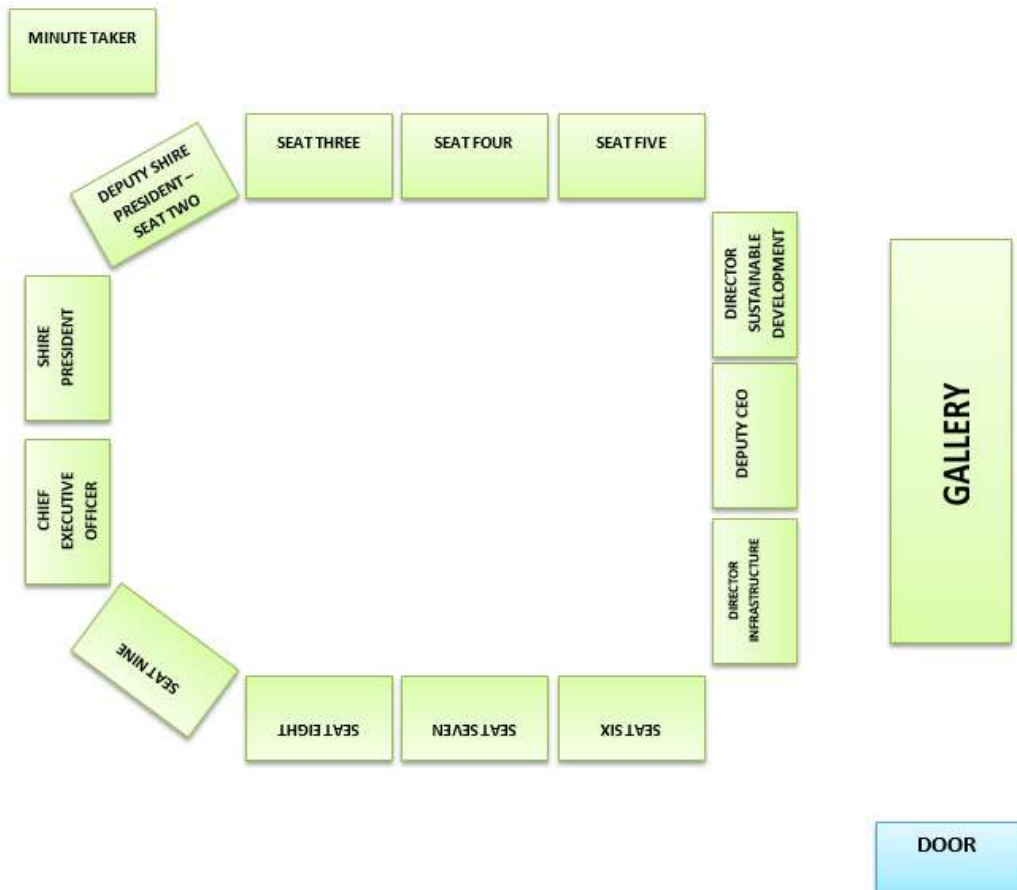 MINUTE TAKER
DEPUTY SHIRE
PRESIDENT –
SEAT TWO
SEAT THREE
SEAT FOUR
SEAT FIVE
SHIRE
PRESIDENT
DIRECTOR
SUSTAINABLE
DEVELOPMENT
DEPUTY CEO
GALLERY
CHIEF
EXECUTIVE
OFFICER
DIRECTOR
INFRASTRUCTURE
SEAT NINE
SEAT EIGHT
SEAT SEVEN
SEAT SIX
DOOR